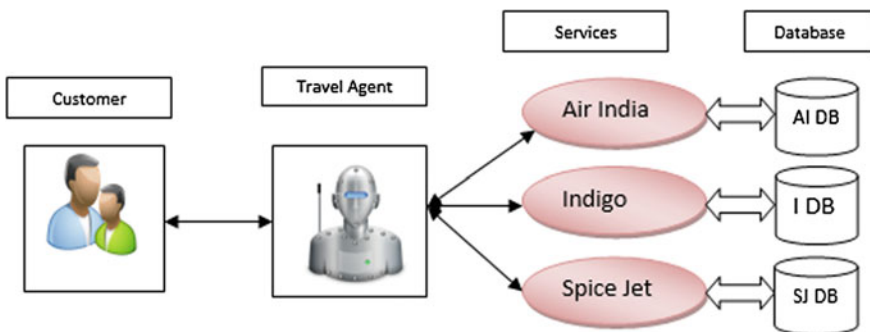 Services
Database
Travel Agent
Customer
Air India
AI DB
Indigo
I DB
Spice Jet
SJ DB